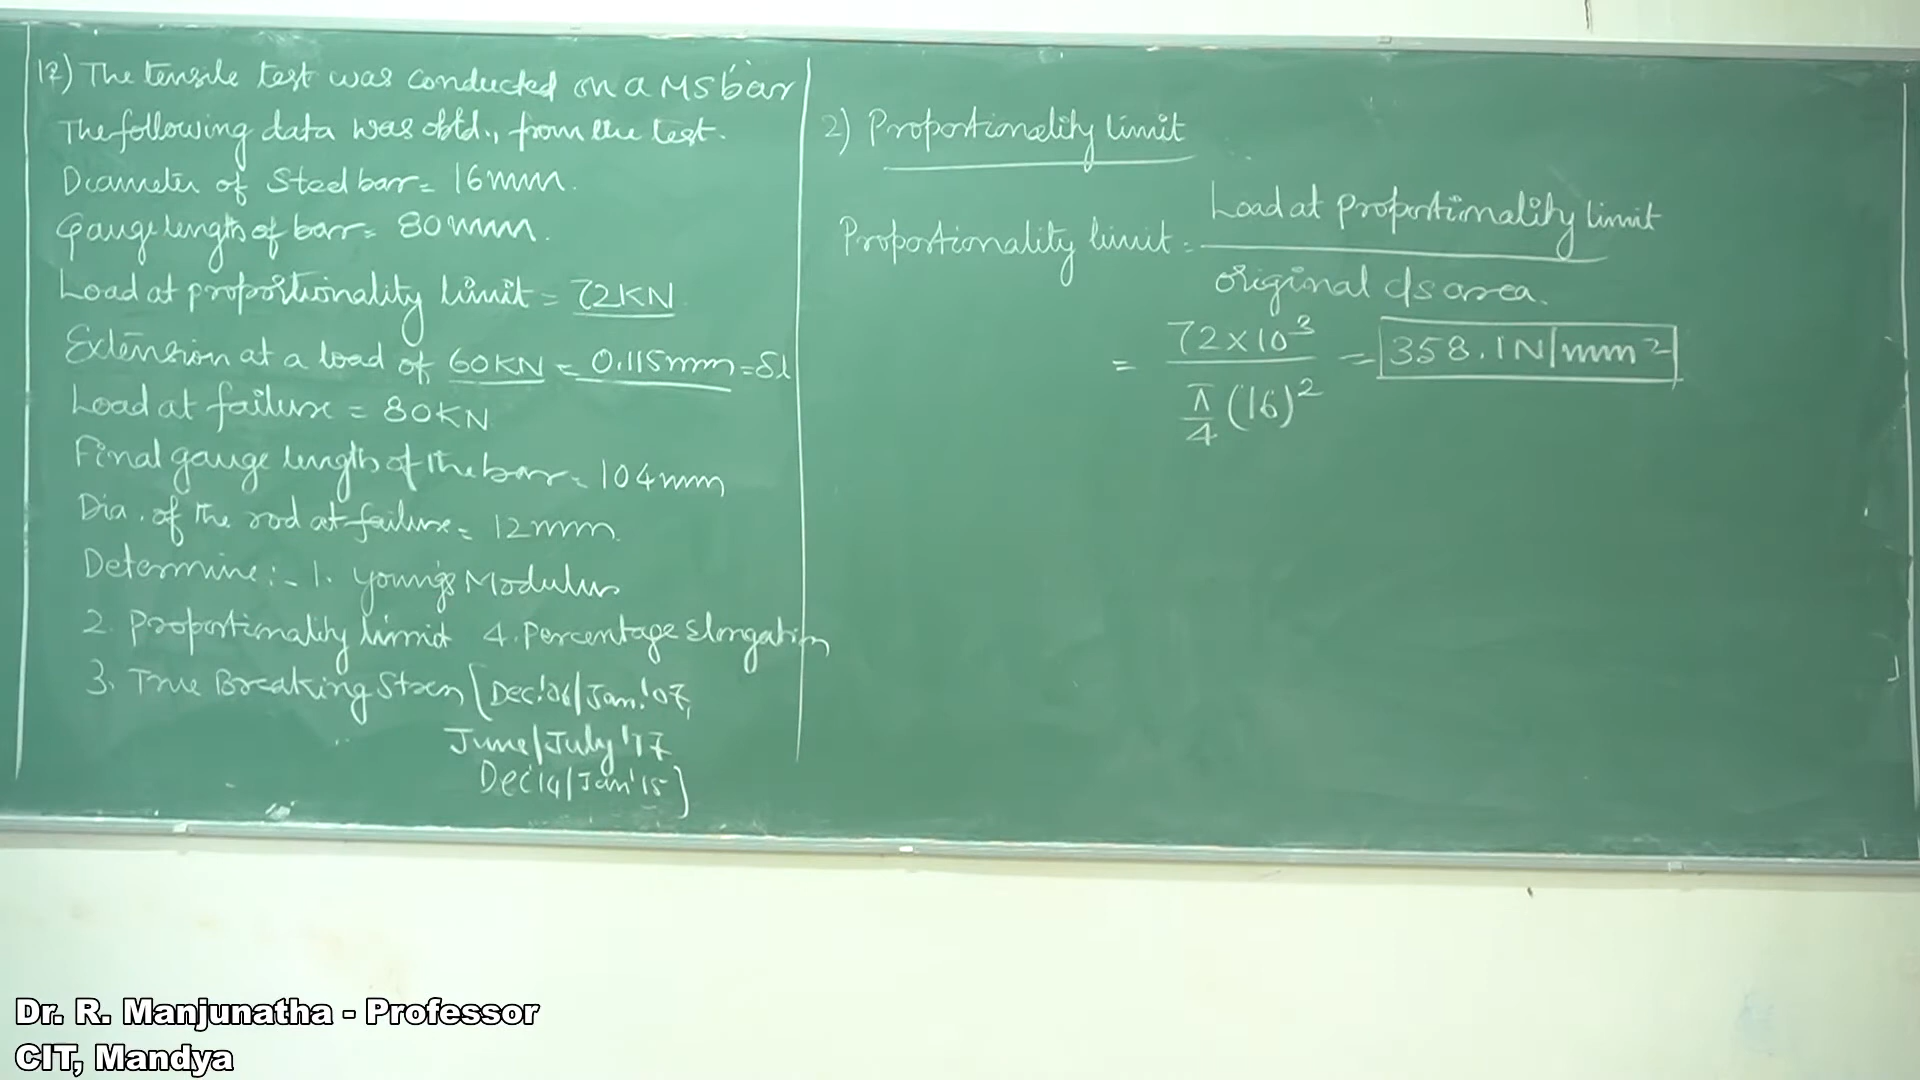 17) The tensile test was conducted on a MS bar
The following data was obtd., from the test.
Diameter of Steel bar = 16mm.
Gauge length of bar = 80mm.
Load at proportionality limit = 72KN
Extension at a load of 60KN = 0.115mm = δl
Load at failure = 80KN
Final gauge length of the bar = 104mm
Dia. of the rod at failure = 12mm.
Determine:- 1. Young's Modulus
2. Proportionality limit 4. Percentage Elongation
3. True Breaking Stress [Dec.'06/Jan.'07,
June/July '17
Dec'14/Jan'15]
2) Proportionality limit
Proportionality limit = Load at proportionality limit
original c/s area.
= 72 x 10³ / π/4 (16)² = 358.1N/mm²
Dr. R. Manjunatha - Professor
CIT, Mandya